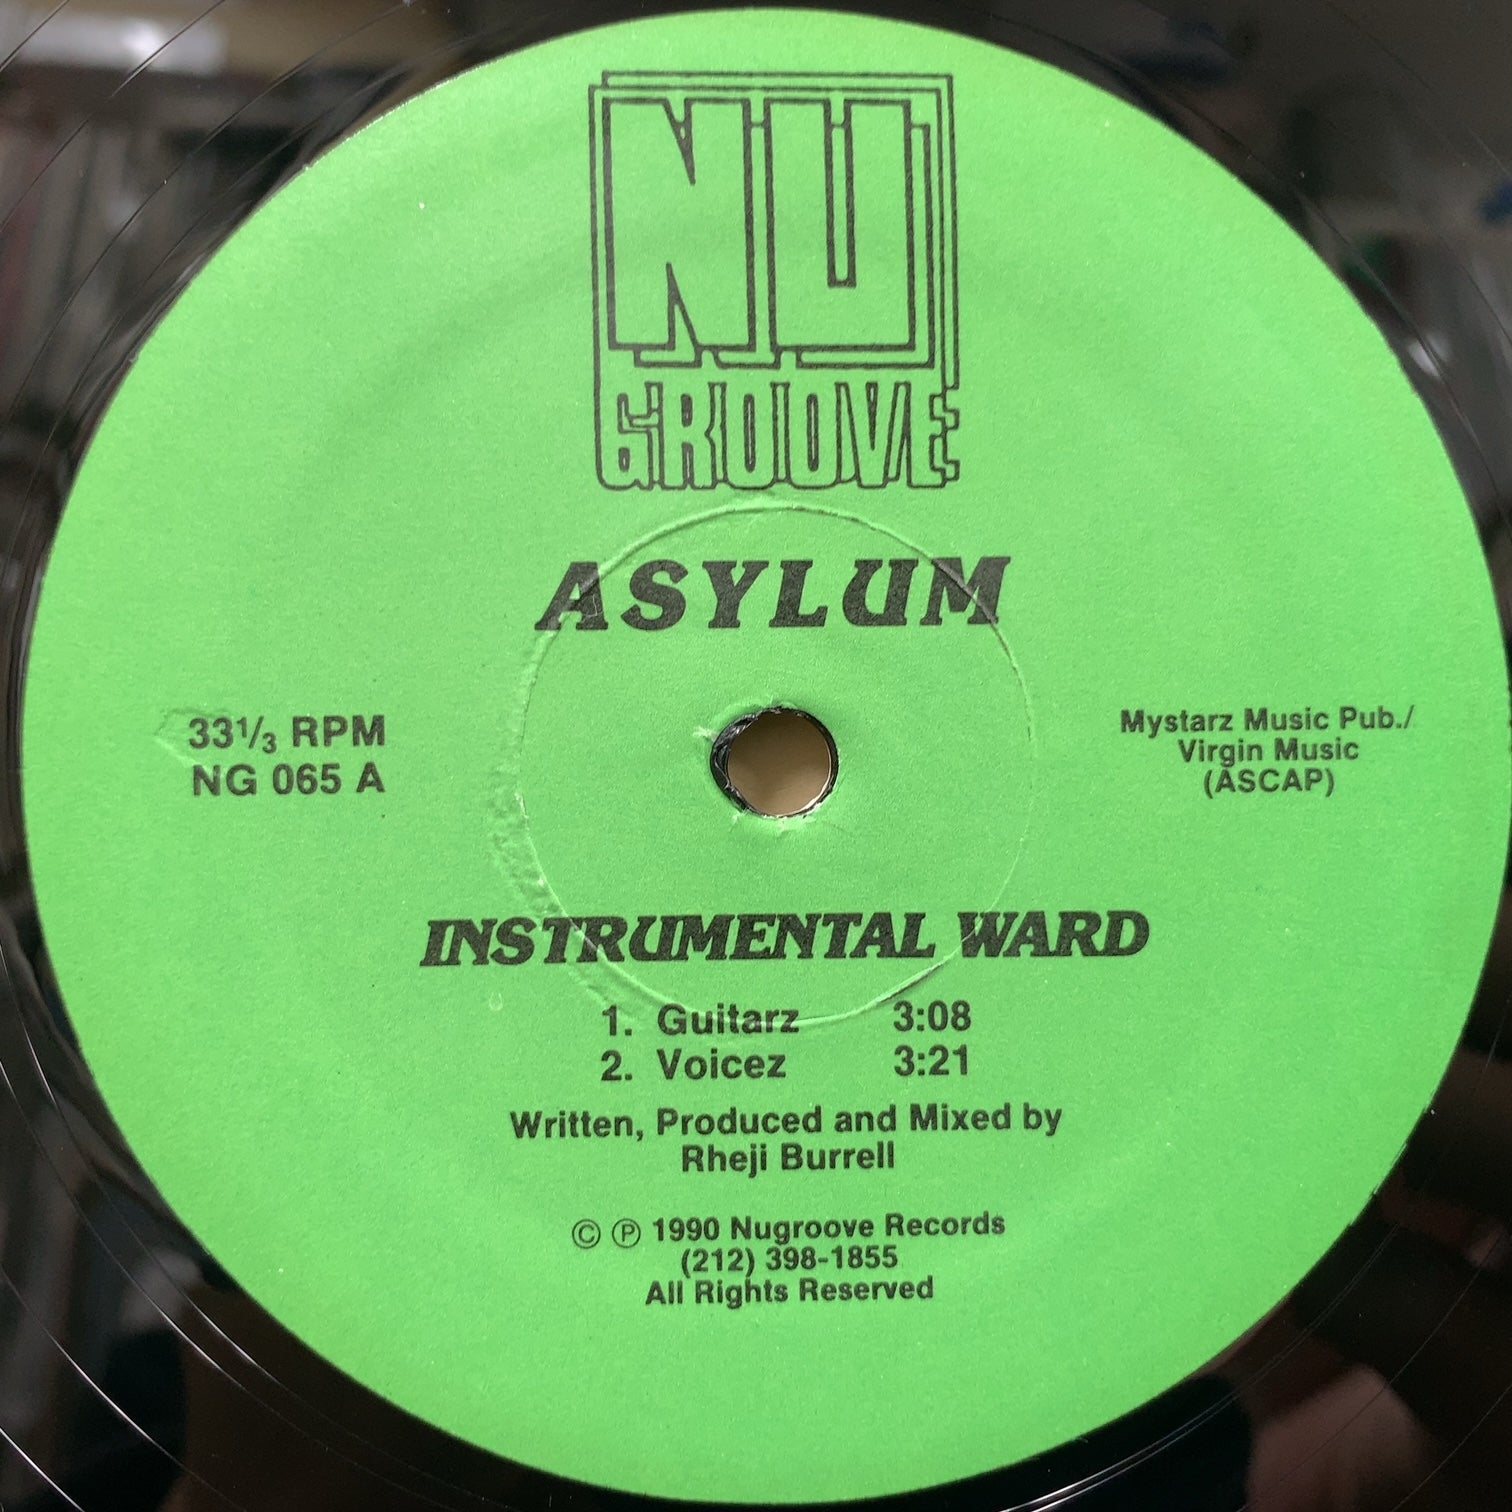 NU
GROOVE
ASYLUM
33⅓ RPM
NG 065 A
Mystarz Music Pub./
Virgin Music
(ASCAP)
INSTRUMENTAL WARD
1. Guitarz 3:08
2. Voicez 3:21
Written, Produced and Mixed by
Rheji Burrell
© ℗ 1990 Nugroove Records
(212) 398-1855
All Rights Reserved